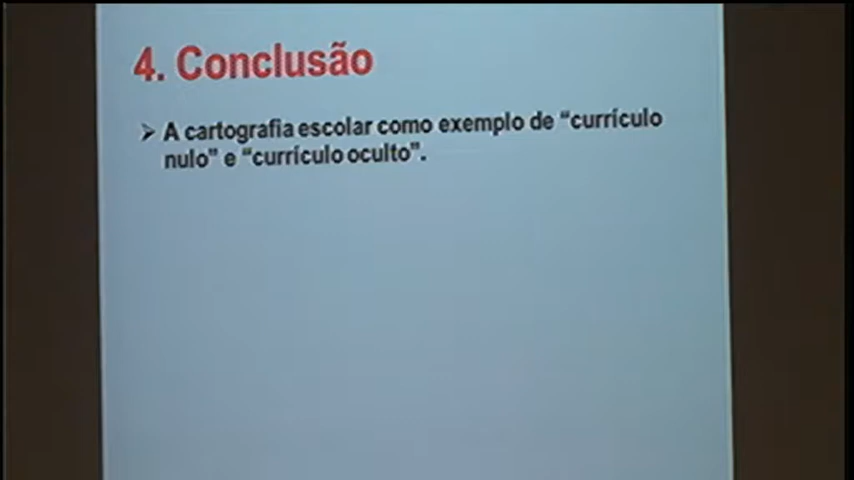 4. Conclusão
➢ A cartografia escolar como exemplo de “currículo
nulo” e “currículo oculto”.